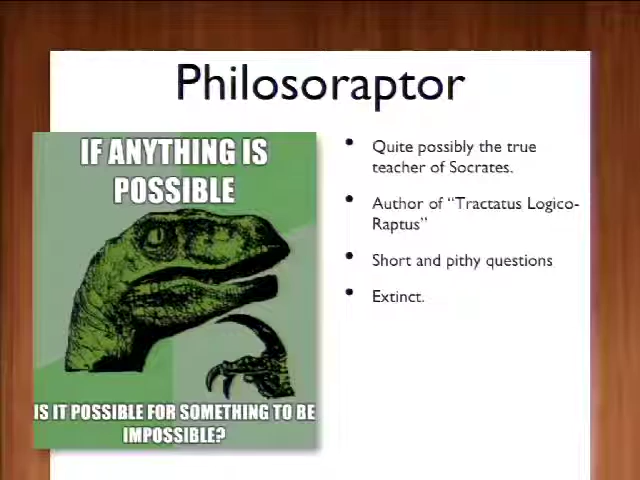 Philosoraptor
IF ANYTHING IS
POSSIBLE
IS IT POSSIBLE FOR SOMETHING TO BE
IMPOSSIBLE?
• Quite possibly the true
teacher of Socrates.
• Author of “Tractatus Logico-
Raptus”
• Short and pithy questions
• Extinct.